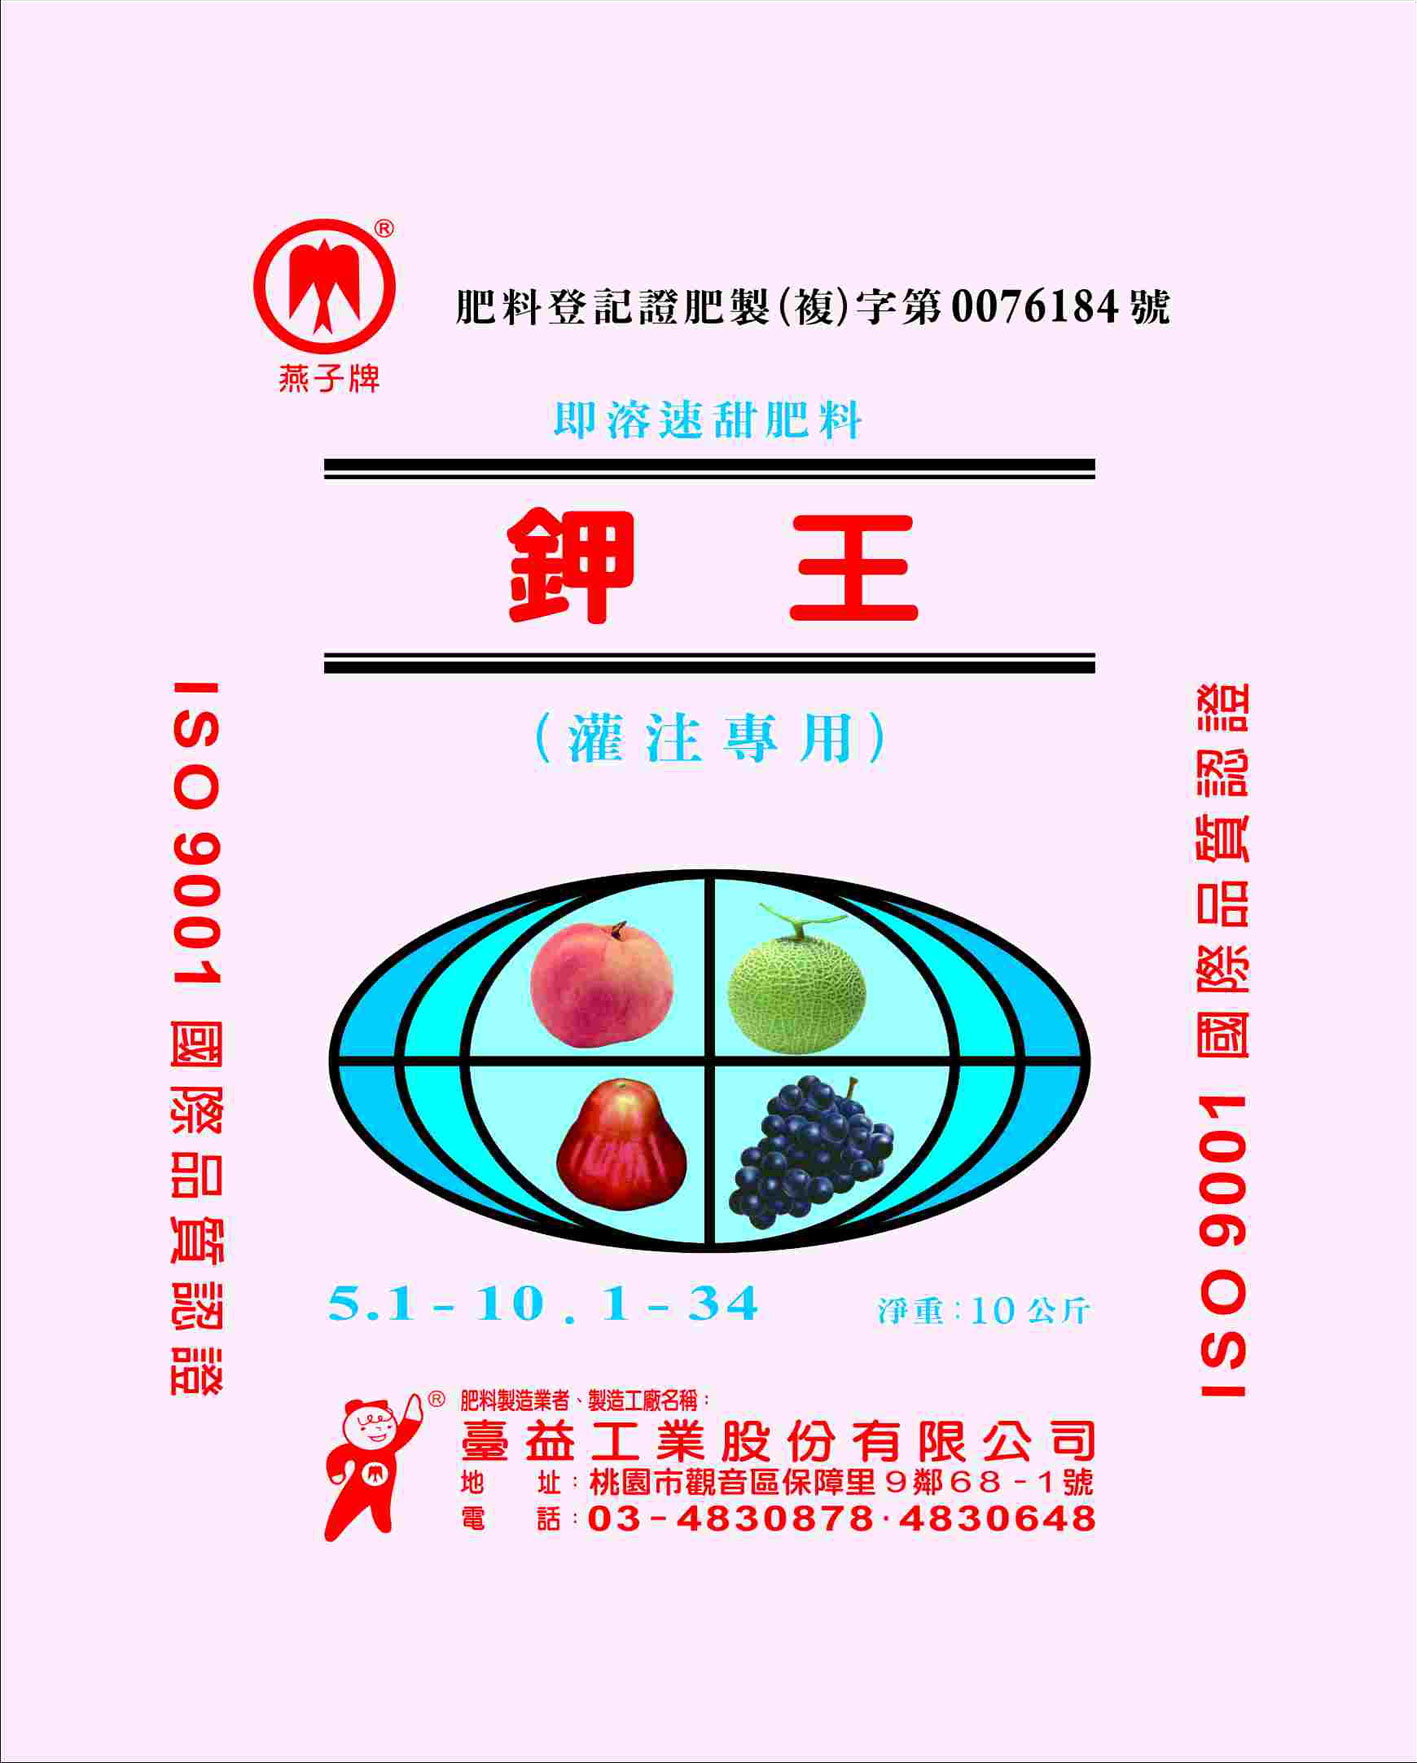 ®
燕子牌
肥料登記證肥製(複)字第0076184號
即溶速甜肥料
鉀王
(灌注專用)
ISO9001 國際品質認證
ISO9001 國際品質認證
5.1-10.1-34
淨重:10公斤
®
肥料製造業者、製造工廠名稱:
臺益工業股份有限公司
地 址:桃園市觀音區保障里9鄰68-1號
電 話:03-4830878·4830648